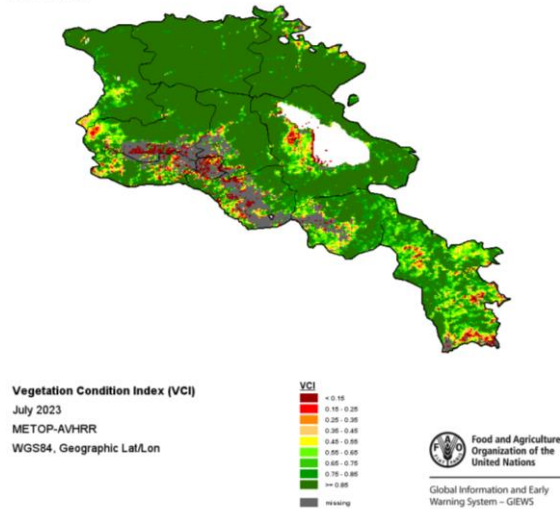 Vegetation Condition Index (VCI)
July 2023
METOP-AVHRR
WGS84, Geographic Lat/Lon
VCI
< 0.15
0.15 - 0.25
0.25 - 0.35
0.35 - 0.45
0.45 - 0.55
0.55 - 0.65
0.65 - 0.75
0.75 - 0.85
>= 0.85
missing
Food and Agriculture
Organization of the
United Nations
Global Information and Early
Warning System – GIEWS